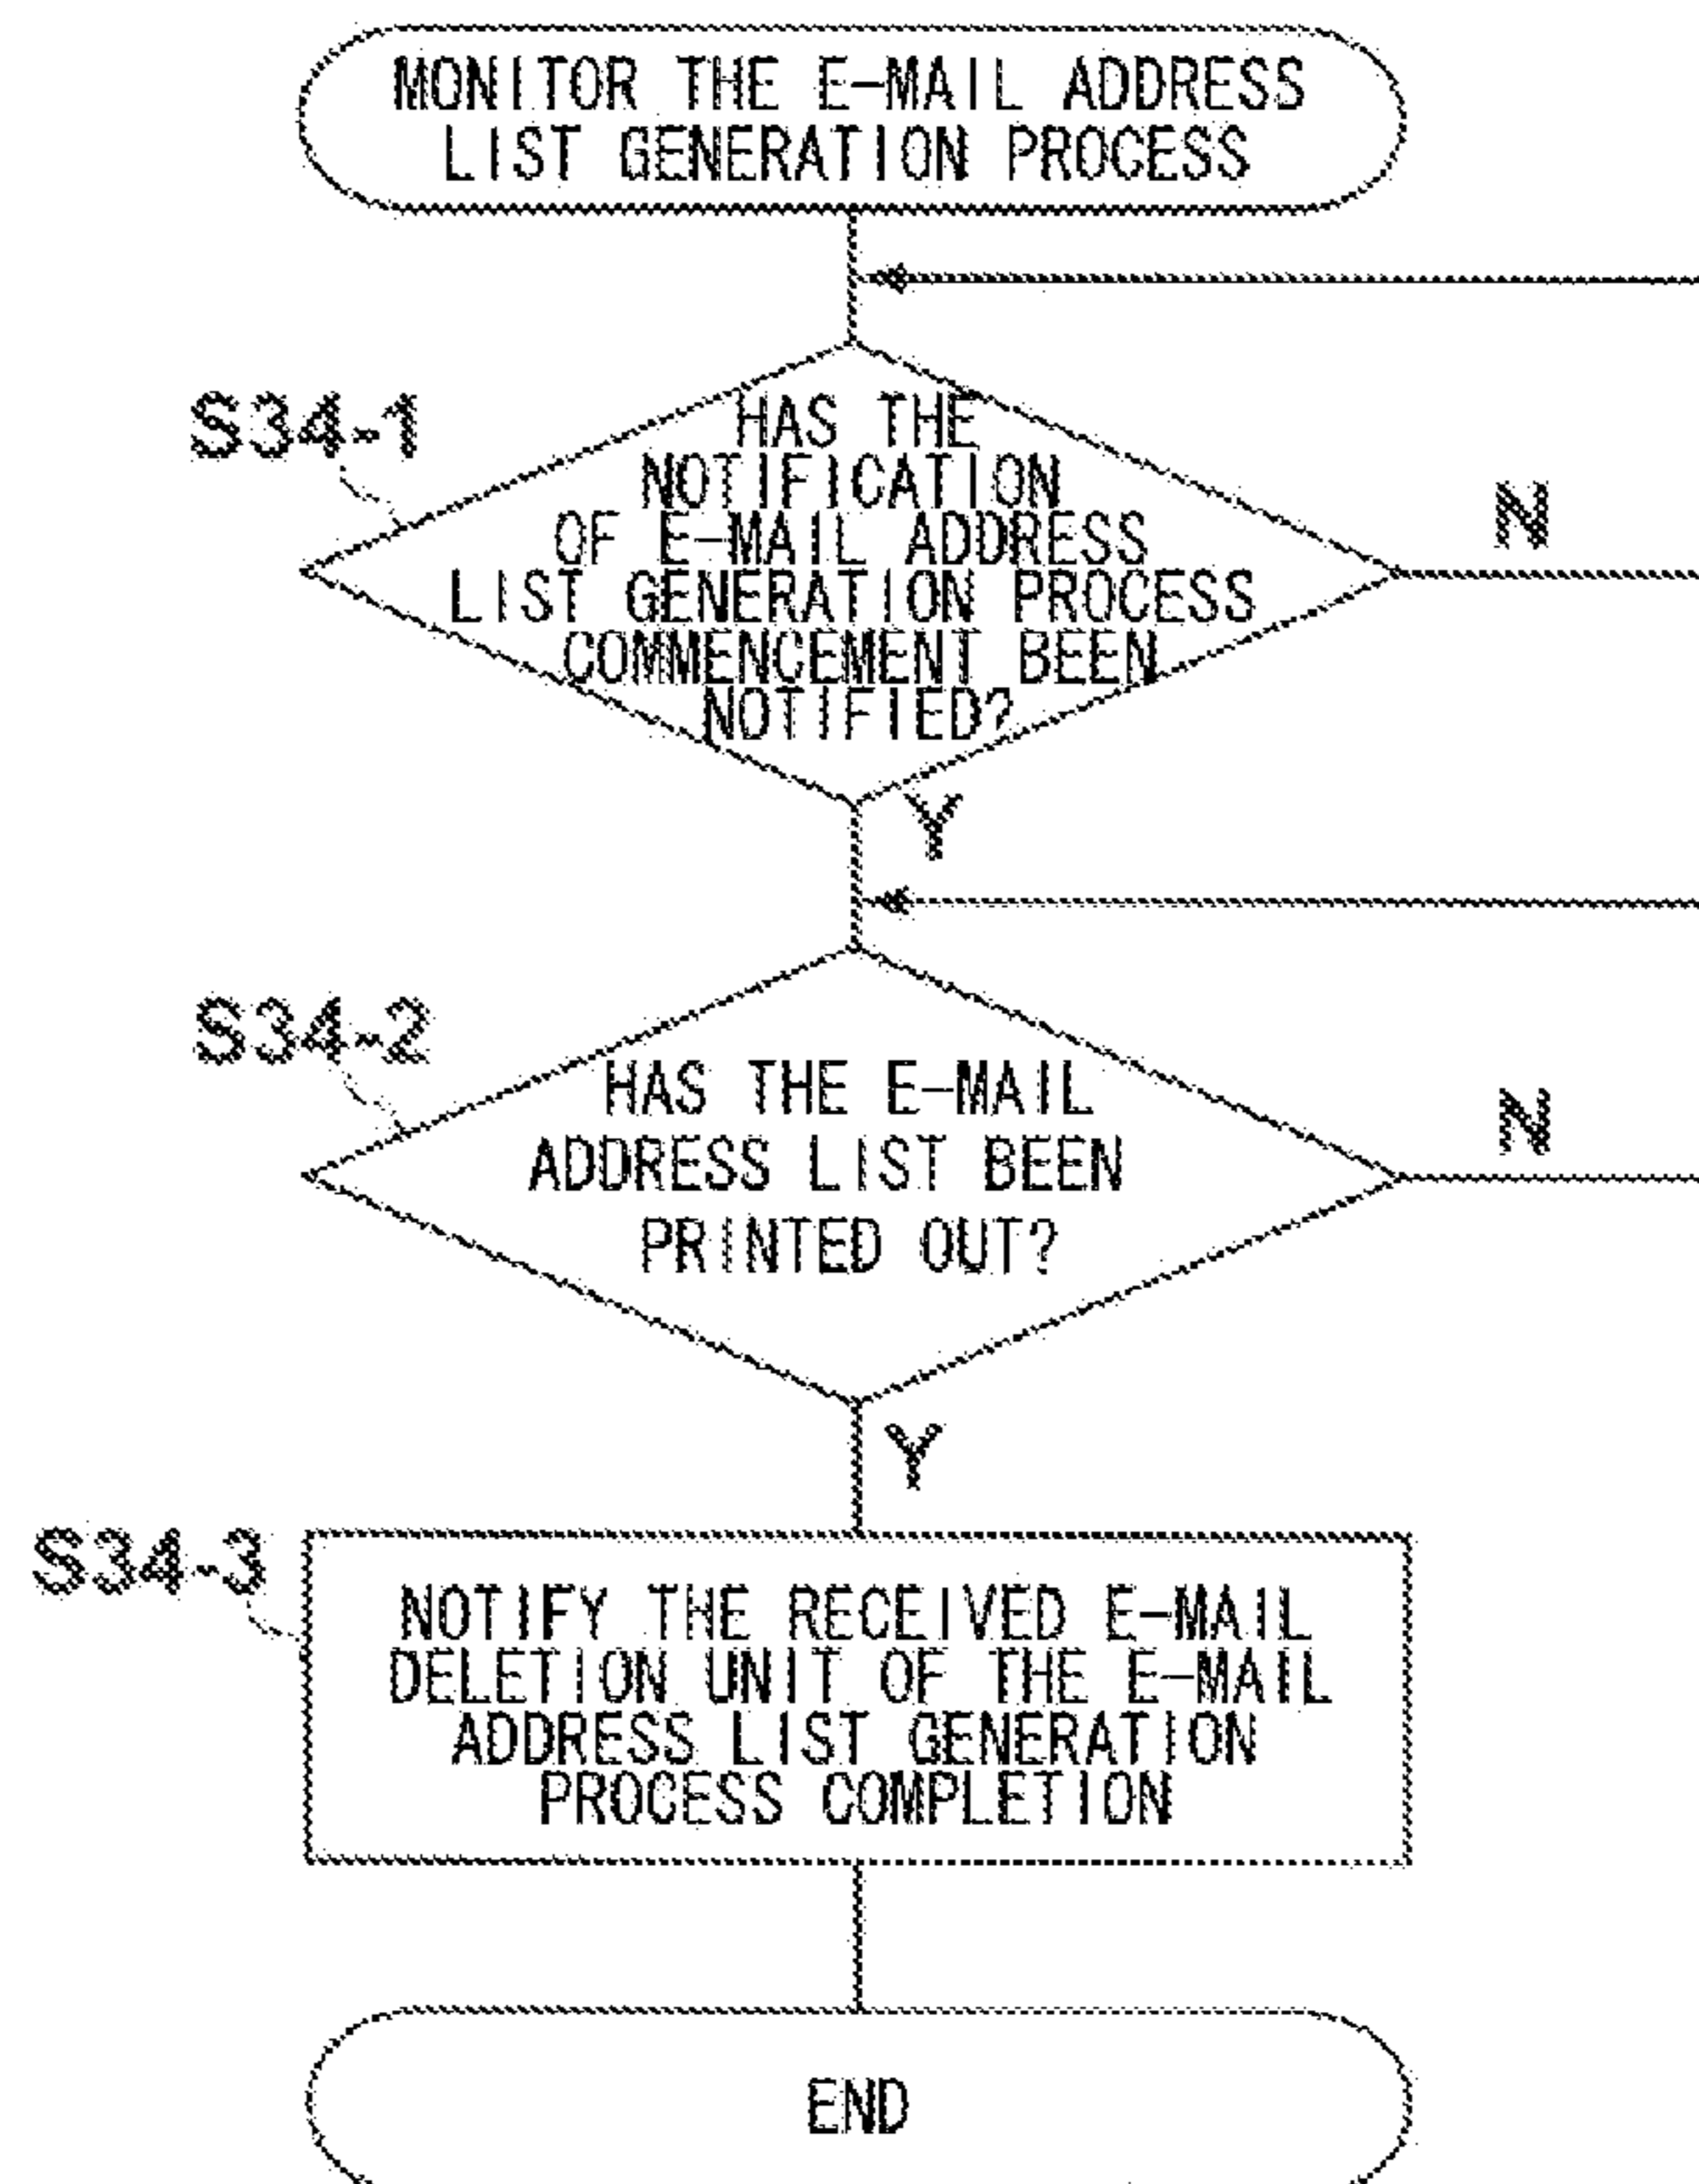 MONITOR THE E-MAIL ADDRESS
LIST GENERATION PROCESS
S34-1
HAS THE
NOTIFICATION
OF E-MAIL ADDRESS
LIST GENERATION PROCESS
COMMENCEMENT BEEN
NOTIFIED?
N
Y
S34-2
HAS THE E-MAIL
ADDRESS LIST BEEN
PRINTED OUT?
N
Y
S34-3
NOTIFY THE RECEIVED E-MAIL
DELETION UNIT OF THE E-MAIL
ADDRESS LIST GENERATION
PROCESS COMPLETION
END